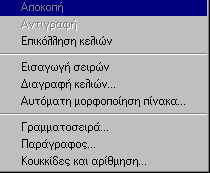 Αποκοπή
Αντιγραφή
Επικόλληση κελιών
Εισαγωγή σειρών
Διαγραφή κελιών...
Αυτόματη μορφοποίηση πίνακα...
Γραμματοσειρά...
Παράγραφος...
Κουκκίδες και αρίθμηση...